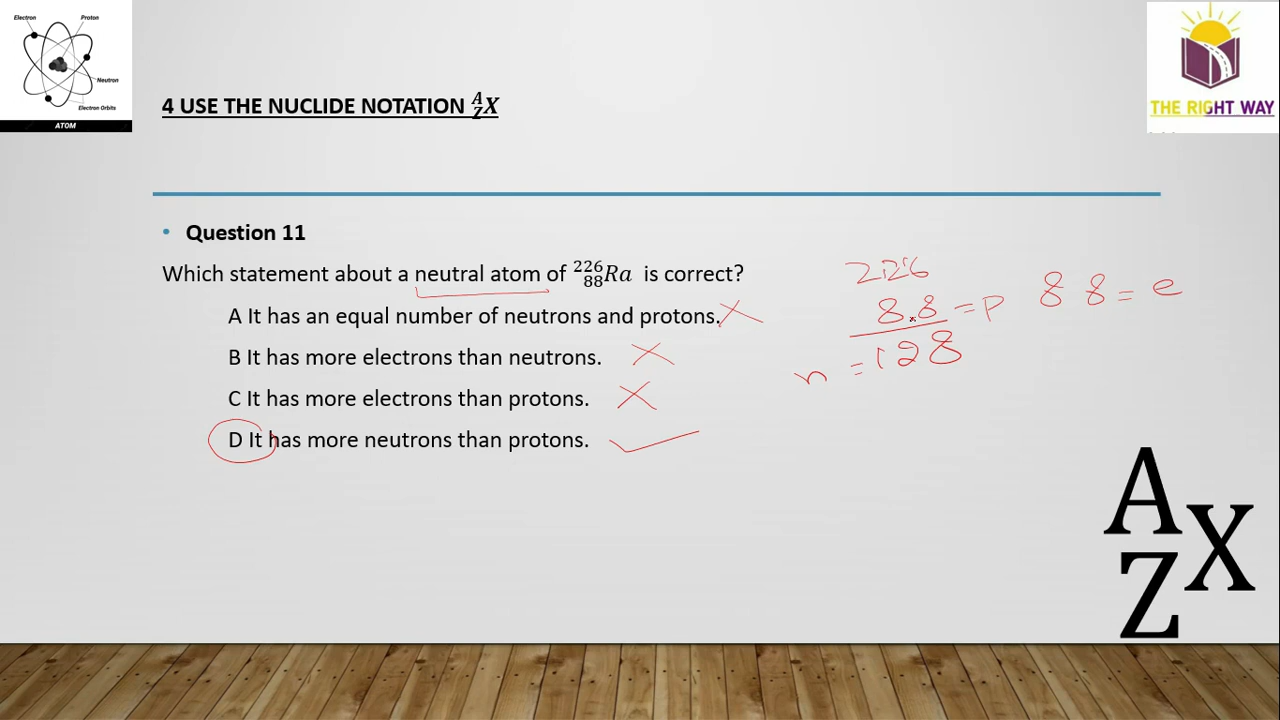 Electron
Proton
Neutron
Electron Orbits
ATOM
THE RIGHT WAY
4 USE THE NUCLIDE NOTATION ᴬ_ZX
• Question 11
Which statement about a neutral atom of ²²⁶₈₈Ra is correct?
A It has an equal number of neutrons and protons.
B It has more electrons than neutrons.
C It has more electrons than protons.
D It has more neutrons than protons.
226
88 = p
88 = e
n = 128
A
Z
X